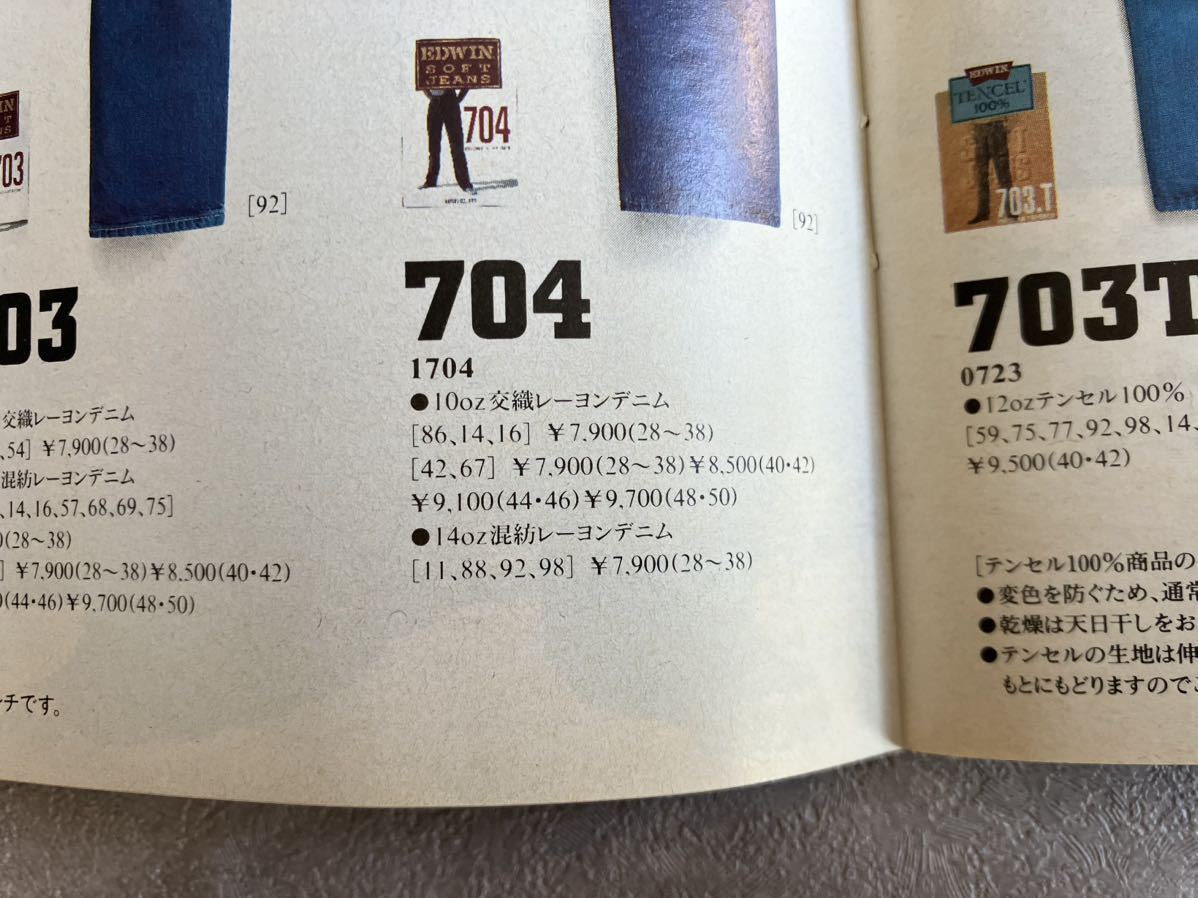 03
[92]
03
交織レーヨンデニム
,54] ￥7,900(28〜38)
混紡レーヨンデニム
,14,16,57,68,69,75]
(28〜38)
] ￥7,900(28〜38)￥8,500(40・42)
(44・46)￥9,700(48・50)
ンチです。
EDWIN
SOFT
JEANS
704
[92]
704
1704
●10oz交織レーヨンデニム
[86、14、16] ￥7,900(28〜38)
[42、67] ￥7,900(28〜38)￥8,500(40・42)
￥9,100(44・46)￥9,700(48・50)
●14oz混紡レーヨンデニム
[11、88、92、98] ￥7,900(28〜38)
EDWIN
TENCEL
100%
703.T
703T
0723
●12ozテンセル100%
[59、75、77、92、98、14、
￥9,500(40・42)
[テンセル100%商品の
●変色を防ぐため、通常
●乾燥は天日干しをお
●テンセルの生地は伸
もとにもどりますのでご